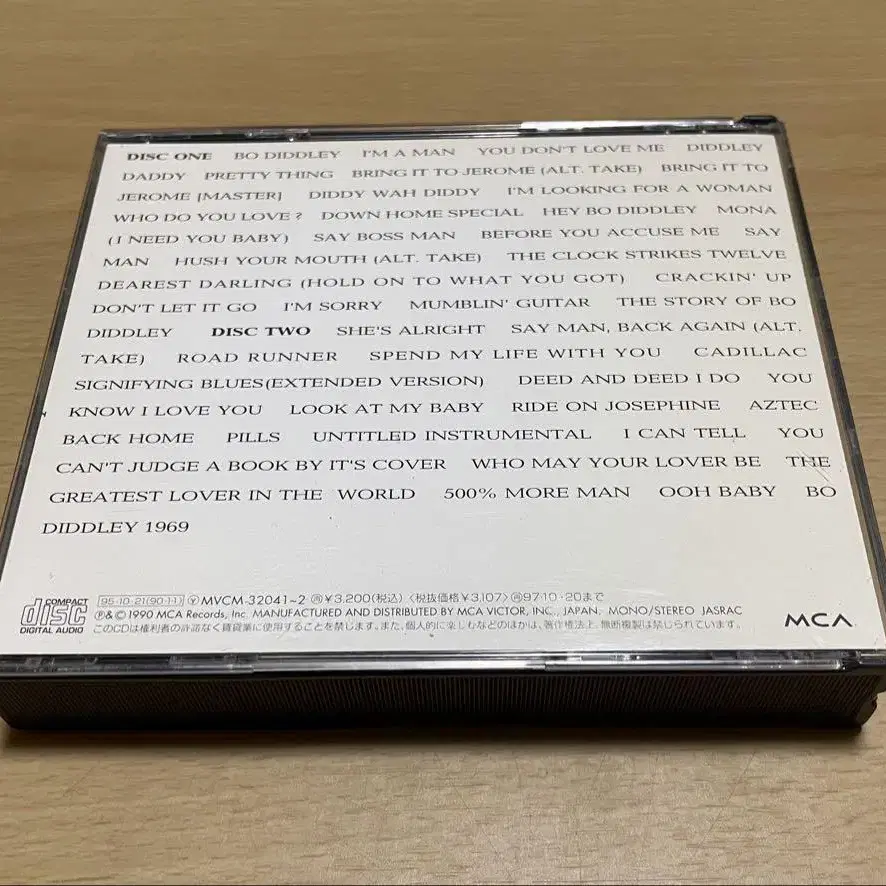 DISC ONE BO DIDDLEY I'M A MAN YOU DON'T LOVE ME DIDDLEY
DADDY PRETTY THING BRING IT TO JEROME (ALT. TAKE) BRING IT TO
JEROME [MASTER] DIDDY WAH DIDDY I'M LOOKING FOR A WOMAN
WHO DO YOU LOVE ? DOWN HOME SPECIAL HEY BO DIDDLEY MONA
(I NEED YOU BABY) SAY BOSS MAN BEFORE YOU ACCUSE ME SAY
MAN HUSH YOUR MOUTH (ALT. TAKE) THE CLOCK STRIKES TWELVE
DEAREST DARLING (HOLD ON TO WHAT YOU GOT) CRACKIN' UP
DON'T LET IT GO I'M SORRY MUMBLIN' GUITAR THE STORY OF BO
DIDDLEY DISC TWO SHE'S ALRIGHT SAY MAN, BACK AGAIN (ALT.
TAKE) ROAD RUNNER SPEND MY LIFE WITH YOU CADILLAC
SIGNIFYING BLUES(EXTENDED VERSION) DEED AND DEED I DO YOU
KNOW I LOVE YOU LOOK AT MY BABY RIDE ON JOSEPHINE AZTEC
BACK HOME PILLS UNTITLED INSTRUMENTAL I CAN TELL YOU
CAN'T JUDGE A BOOK BY IT'S COVER WHO MAY YOUR LOVER BE THE
GREATEST LOVER IN THE WORLD 500% MORE MAN OOH BABY BO
DIDDLEY 1969
COMPACT disc DIGITAL AUDIO
95·10·21(90·1·1) Ⓨ MVCM-32041~2 ㊢¥3,200(税込)〈税抜価格¥3,107〉㊢97·10·20まで
Ⓟ&©1990 MCA Records, Inc. MANUFACTURED AND DISTRIBUTED BY MCA VICTOR, INC., JAPAN. MONO/STEREO JASRAC
このCDは権利者の許諾なく賃貸業に使用することを禁じます。また、個人的に楽しむなどのほかは、著作権法上、無断複製は禁じられています。
MCA